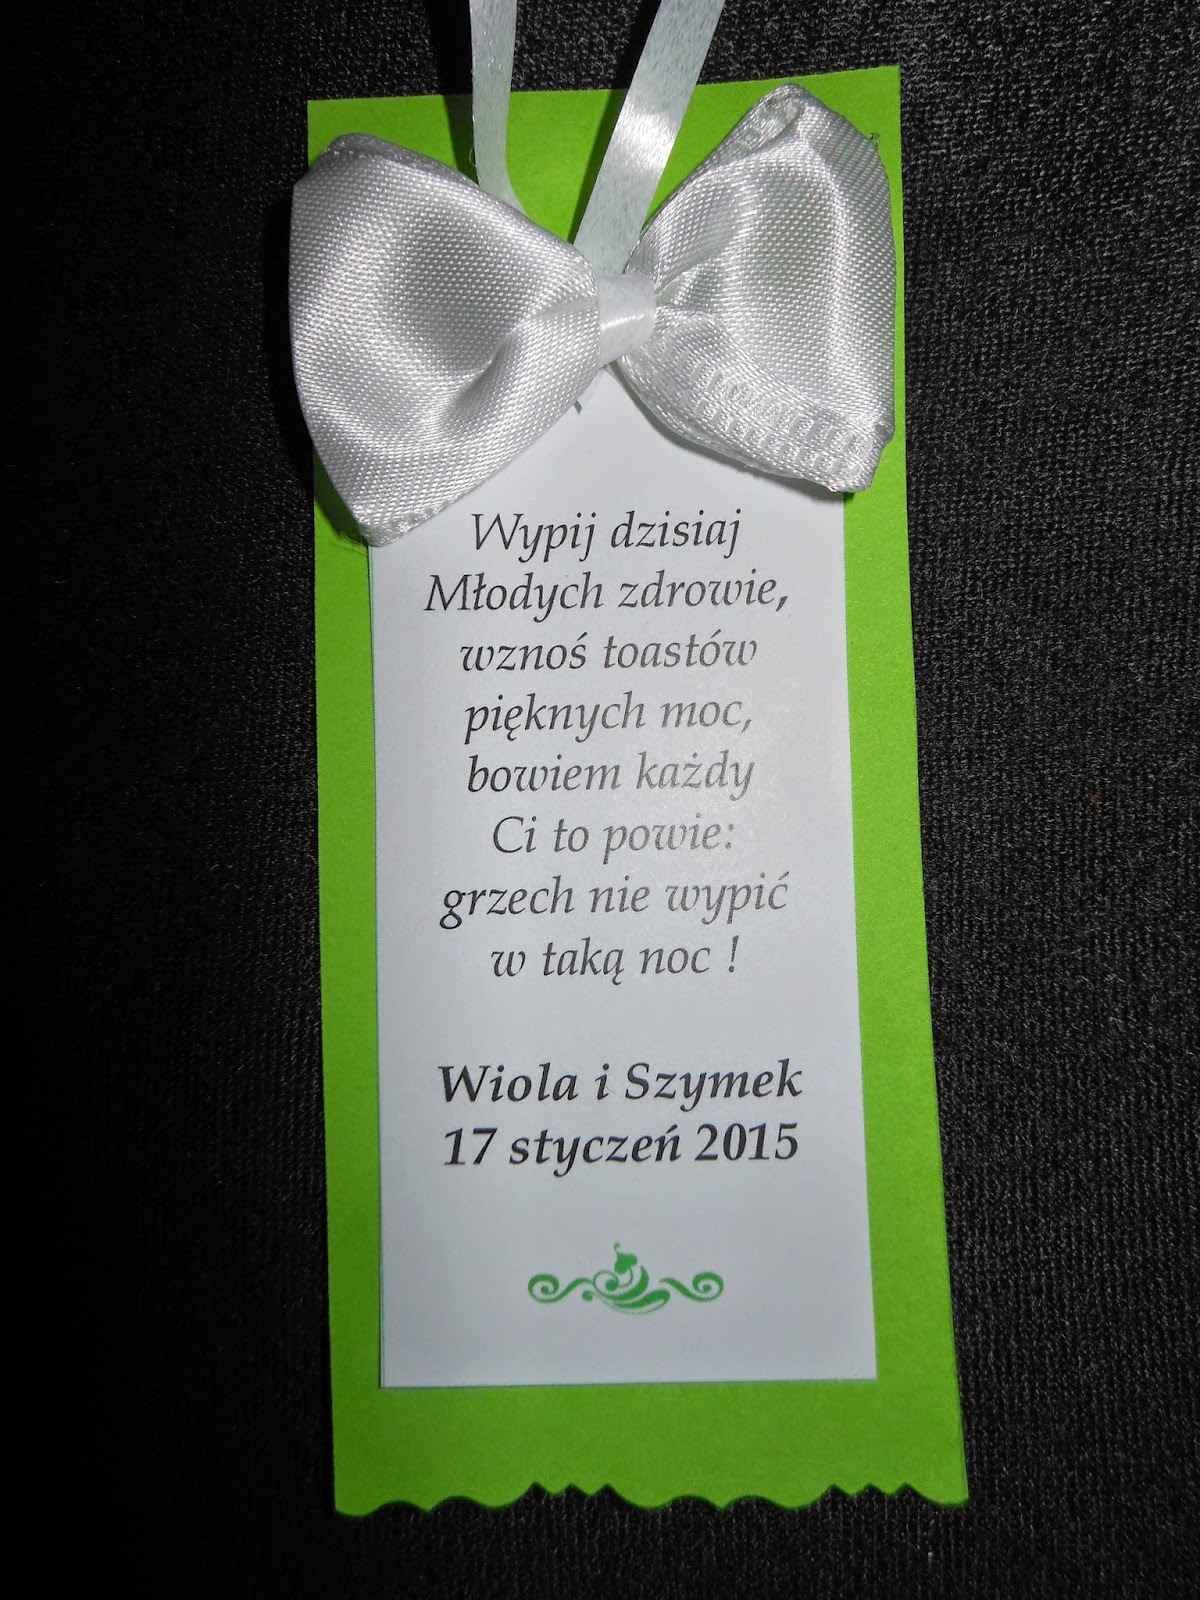 Wypij dzisiaj
Młodych zdrowie,
wznoś toastów
pięknych moc,
bowiem każdy
Ci to powie:
grzech nie wypić
w taką noc !
Wiola i Szymek
17 styczeń 2015